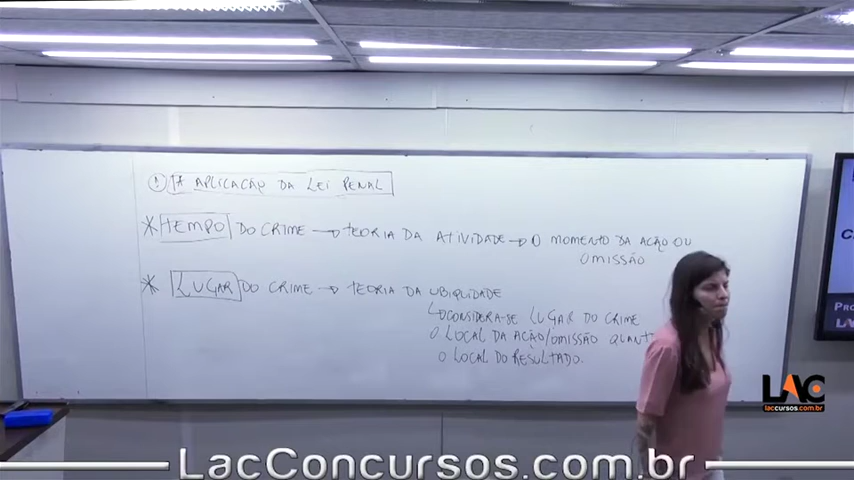 ① DA APLICAÇÃO DA LEI PENAL
* TEMPO DO CRIME → TEORIA DA ATIVIDADE → O MOMENTO DA AÇÃO OU
OMISSÃO
* LUGAR DO CRIME → TEORIA DA UBIQUIDADE
↳ CONSIDERA-SE LUGAR DO CRIME
O LOCAL DA AÇÃO/OMISSÃO QUANT
O LOCAL DO RESULTADO.
LAC
laccursos.com.br
LacConcursos.com.br